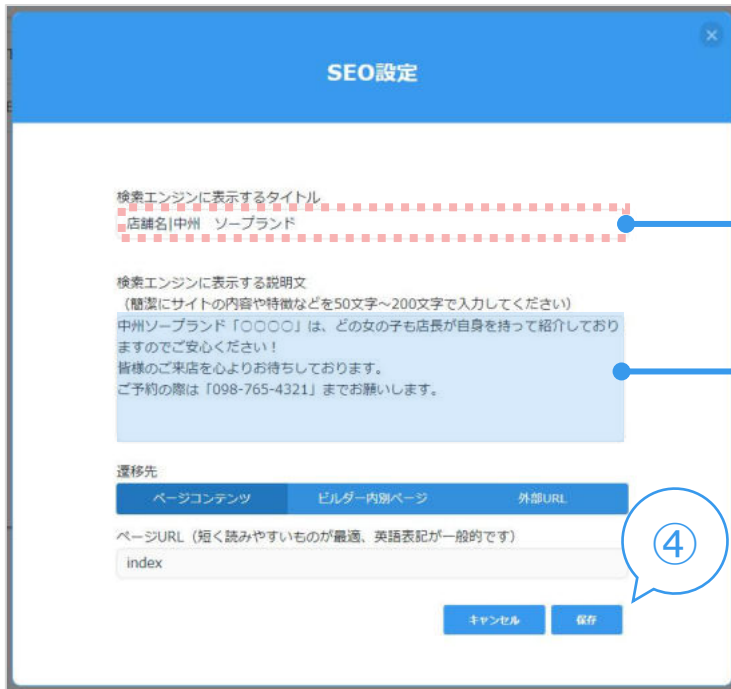 SEO設定
検索エンジンに表示するタイトル
店舗名|中州　ソープランド
検索エンジンに表示する説明文
（簡潔にサイトの内容や特徴などを50文字～200文字で入力してください）
中州ソープランド「〇〇〇〇」は、どの女の子も店長が自身を持って紹介しており
ますのでご安心ください！
皆様のご来店を心よりお待ちしております。
ご予約の際は「098-765-4321」までお願いします。
遷移先
ページコンテンツ ビルダー内別ページ 外部URL
ページURL（短く読みやすいものが最適、英語表記が一般的です）
index
④
キャンセル 保存